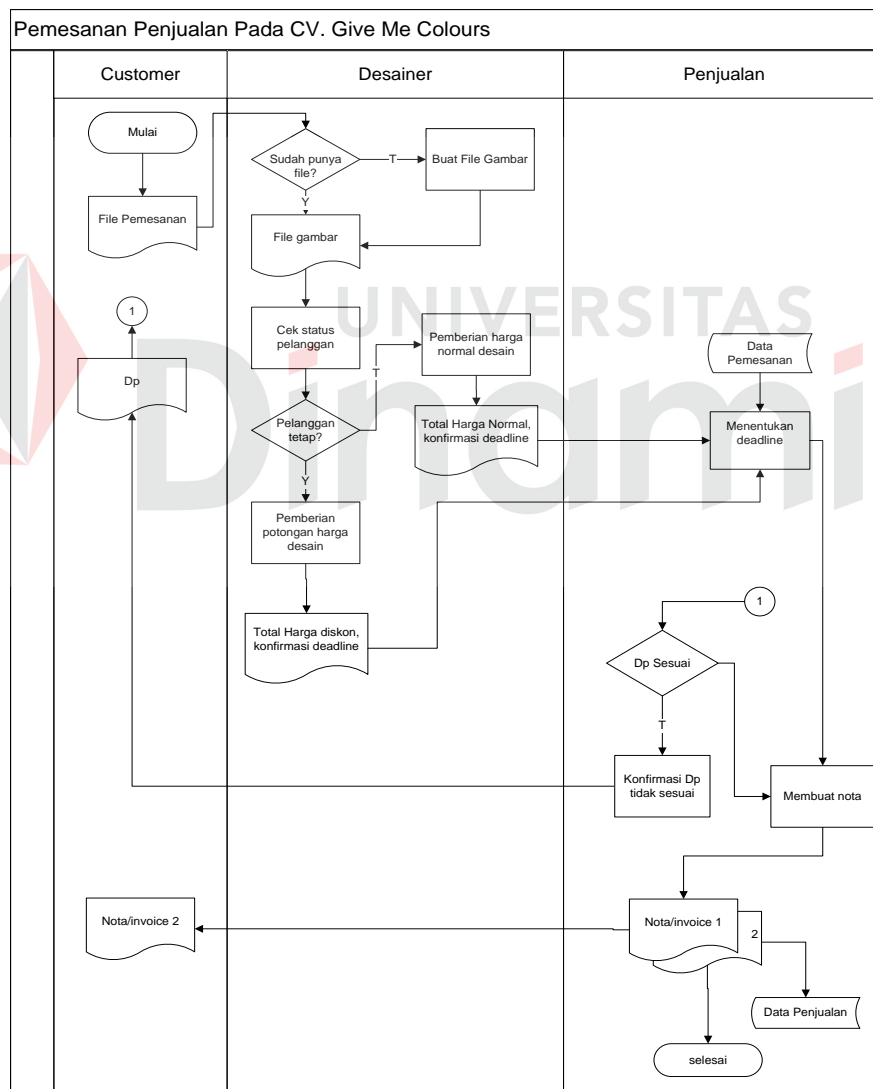 Pemesanan Penjualan Pada CV. Give Me Colours
Customer
Desainer
Penjualan
Mulai
File Pemesanan
Sudah punya
file?
T
Buat File Gambar
Y
File gambar
UNIVERSITAS
Dinami
1
Dp
Cek status
pelanggan
T
Pemberian harga
normal desain
Data
Pemesanan
Pelanggan
tetap?
Total Harga Normal,
konfirmasi deadline
Menentukan
deadline
Y
Pemberian
potongan harga
desain
Total Harga diskon,
konfirmasi deadline
1
Dp Sesuai
T
Konfirmasi Dp
tidak sesuai
Membuat nota
Nota/invoice 2
Nota/invoice 1
2
Data Penjualan
selesai